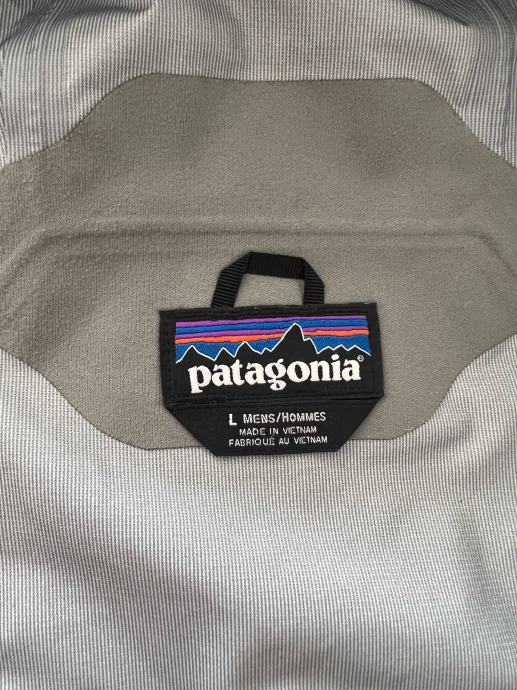 patagonia®
L MENS/HOMMES
MADE IN VIETNAM
FABRIQUÉ AU VIETNAM